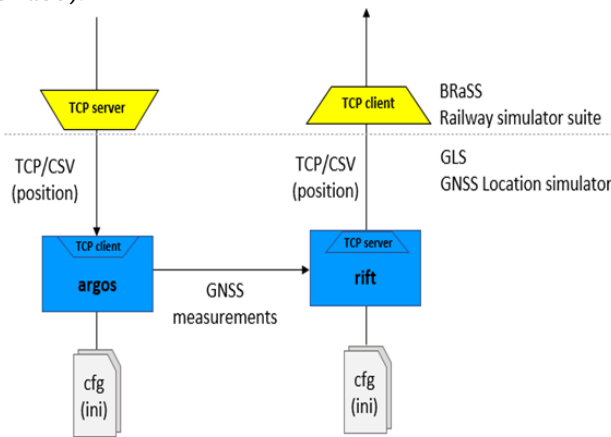 TCP server
TCP client
BRaSS
Railway simulator suite
TCP/CSV
(position)
TCP/CSV
(position)
GLS
GNSS Location simulator
TCP client
argos
TCP server
rift
GNSS
measurements
cfg
(ini)
cfg
(ini)